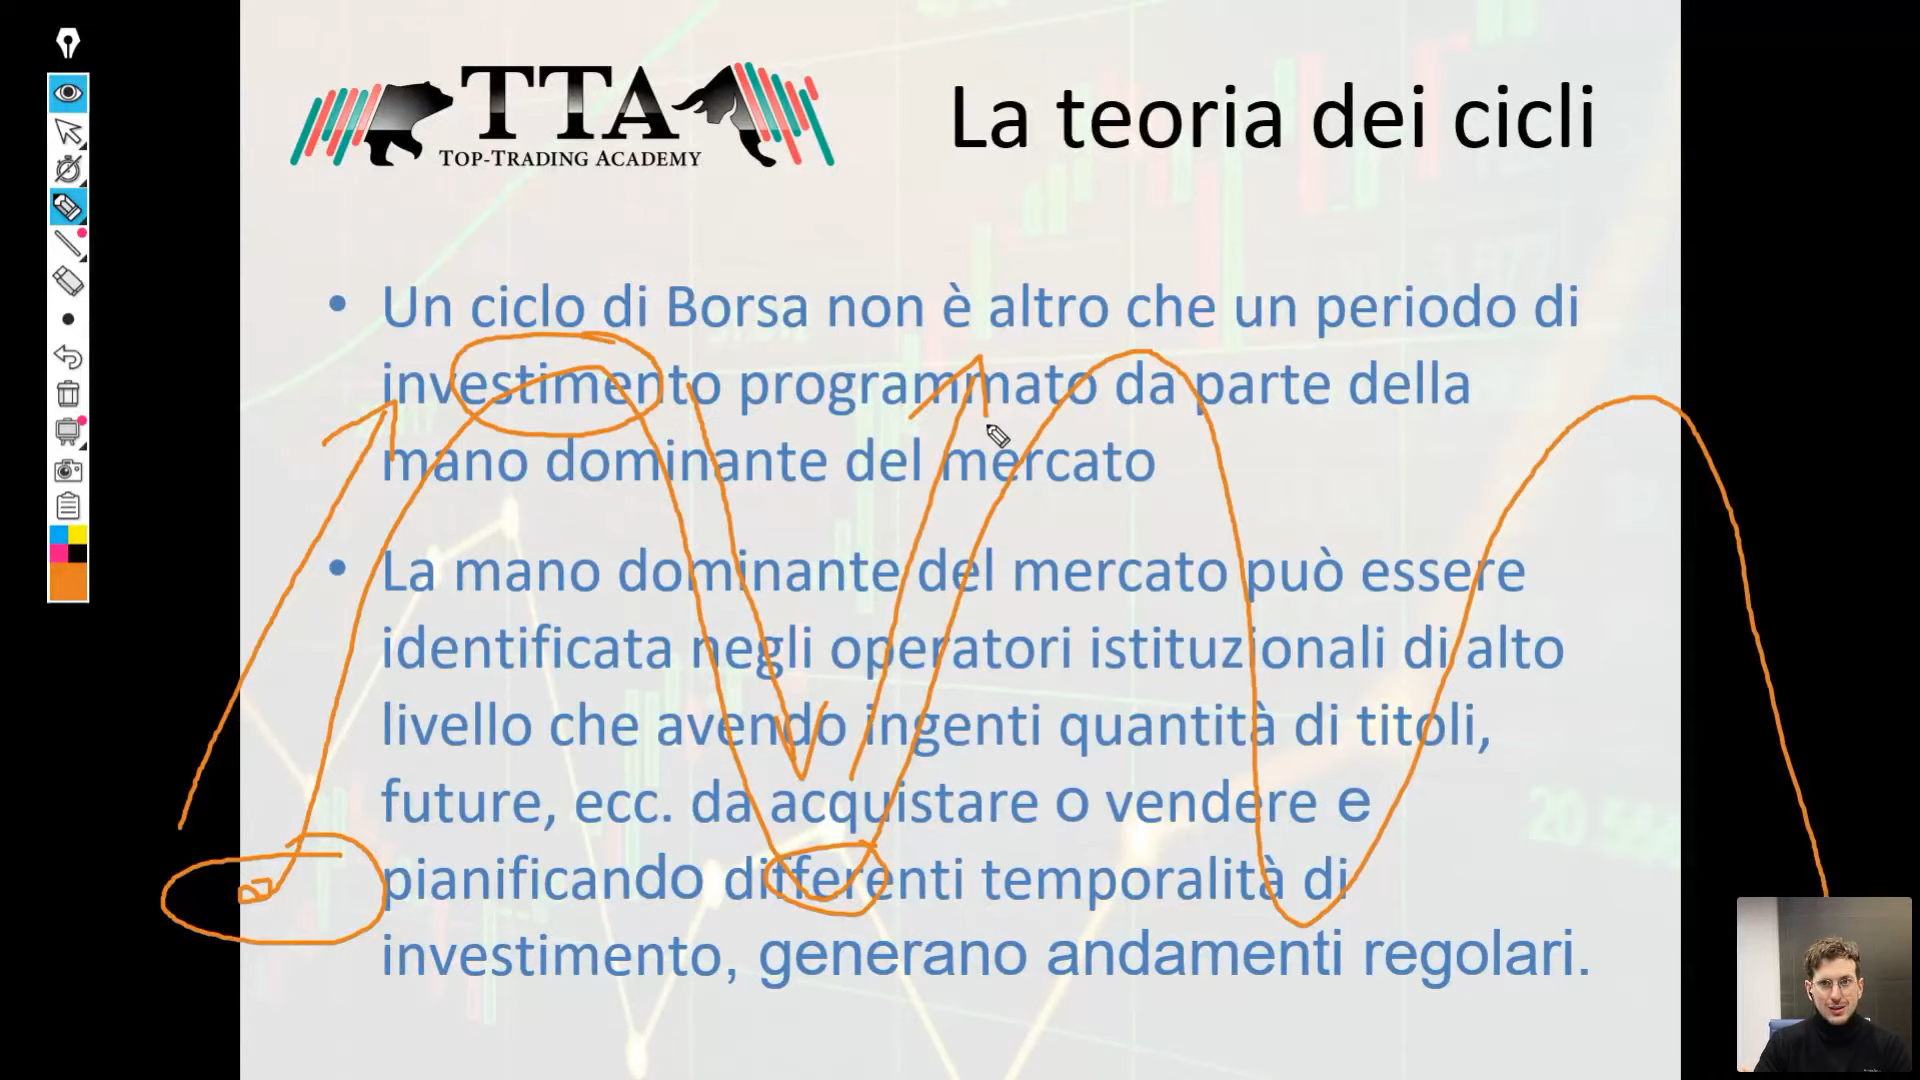 TTA
TOP-TRADING ACADEMY
La teoria dei cicli
• Un ciclo di Borsa non è altro che un periodo di
investimento programmato da parte della
mano dominante del mercato
• La mano dominante del mercato può essere
identificata negli operatori istituzionali di alto
livello che avendo ingenti quantità di titoli,
future, ecc. da acquistare o vendere e
pianificando differenti temporalità di
investimento, generano andamenti regolari.